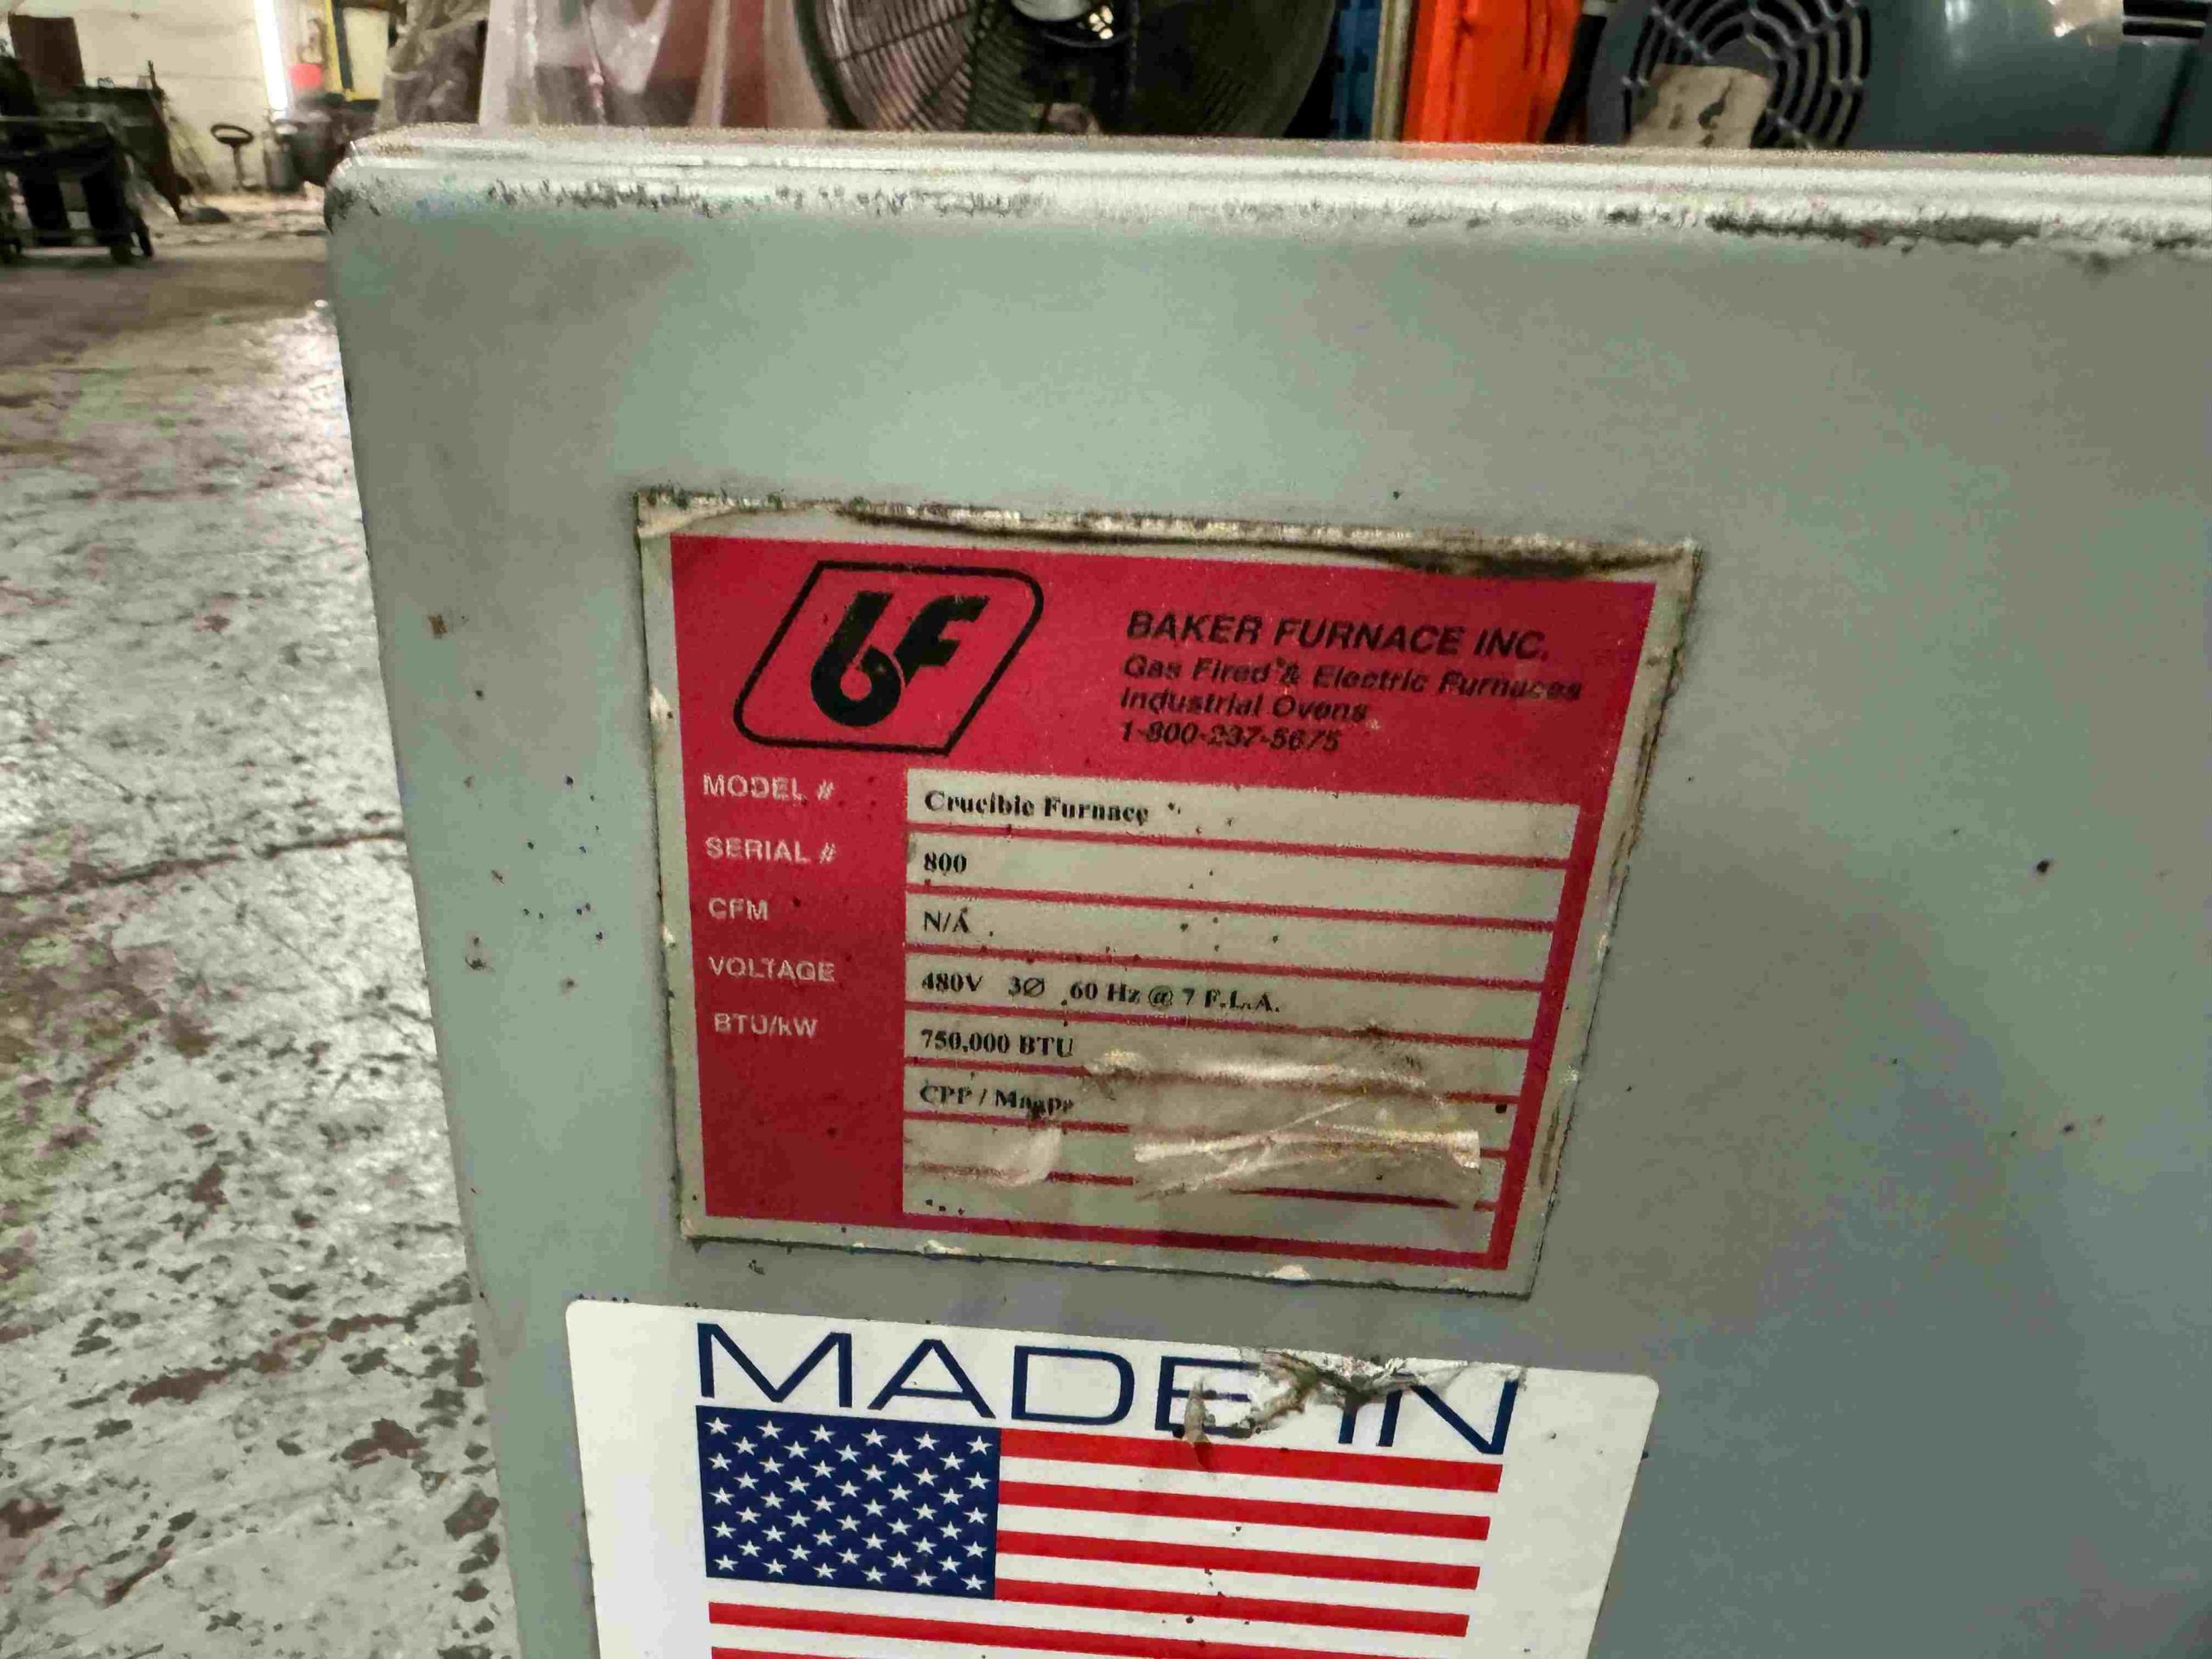 bF
BAKER FURNACE INC.
Gas Fired & Electric Furnaces
Industrial Ovens
1-800-237-5675
MODEL # Crucible Furnace
SERIAL # 800
CFM N/A
VOLTAGE 480V 3Ø 60 Hz @ 7 F.L.A.
BTU/kW 750,000 BTU
CPP /
MADE IN